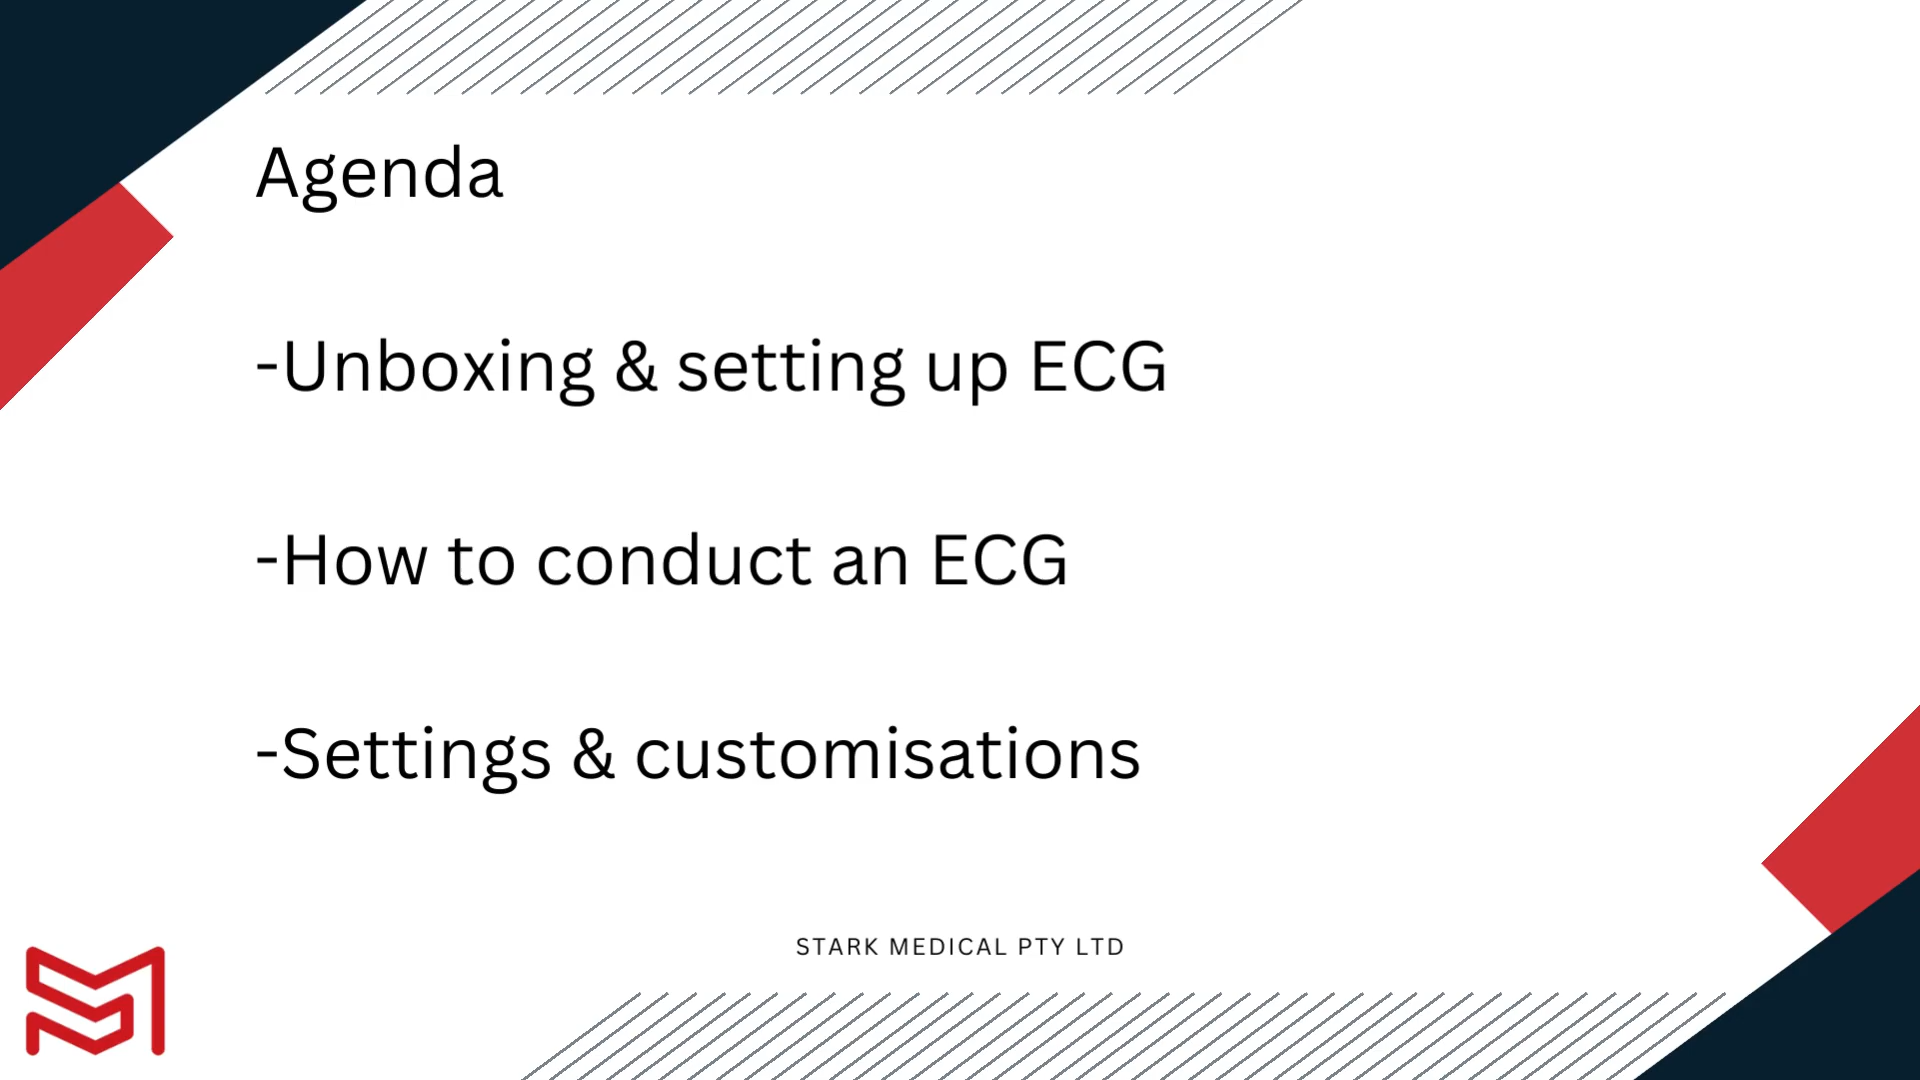 Agenda
-Unboxing & setting up ECG
-How to conduct an ECG
-Settings & customisations
STARK MEDICAL PTY LTD